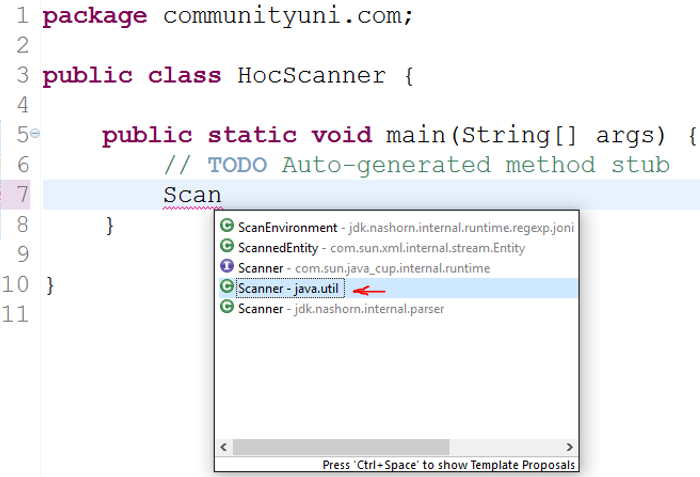 1 package communityuni.com;
2
3 public class HocScanner {
4
5 public static void main(String[] args) {
6 // TODO Auto-generated method stub
7 Scan
8 }
9
10 }
11
ScanEnvironment - jdk.nashorn.internal.runtime.regexp.joni
ScannedEntity - com.sun.xml.internal.stream.Entity
Scanner - com.sun.java_cup.internal.runtime
Scanner - java.util
Scanner - jdk.nashorn.internal.parser
Press 'Ctrl+Space' to show Template Proposals